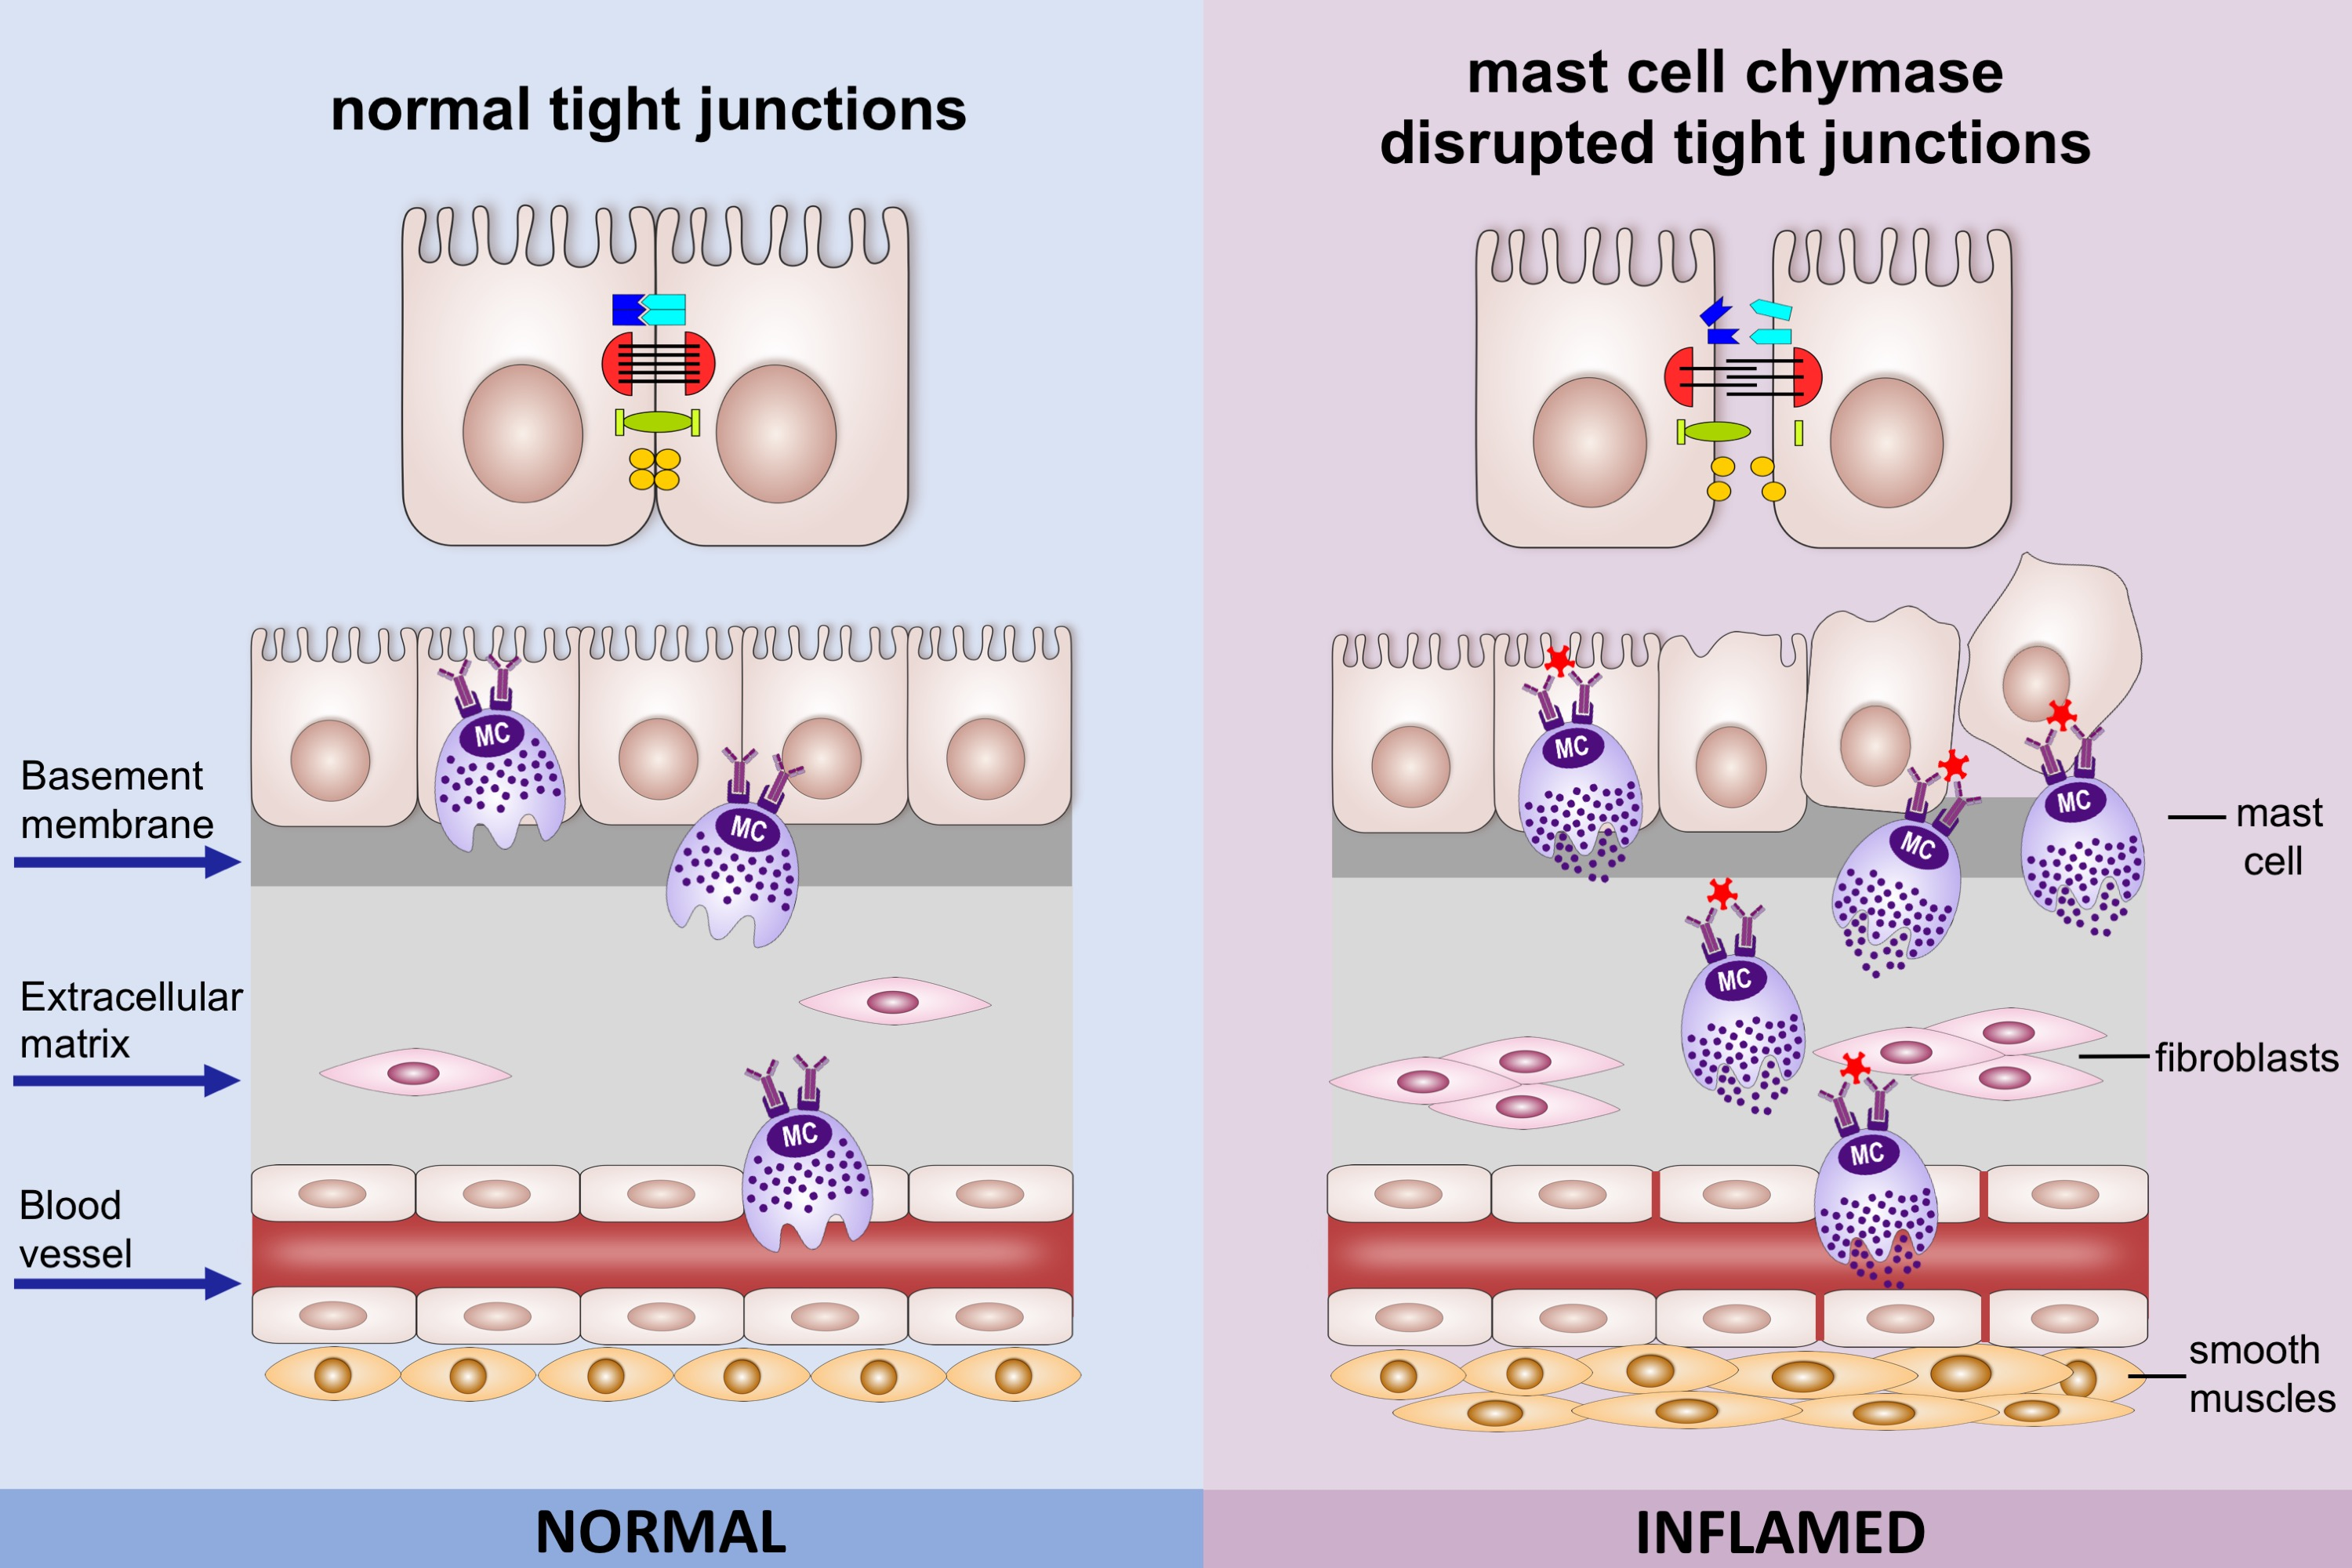 normal tight junctions
Basement
membrane
Extracellular
matrix
Blood
vessel
MC
MC
MC
NORMAL
mast cell chymase
disrupted tight junctions
MC
MC
MC
MC
MC
mast
cell
fibroblasts
smooth
muscles
INFLAMED